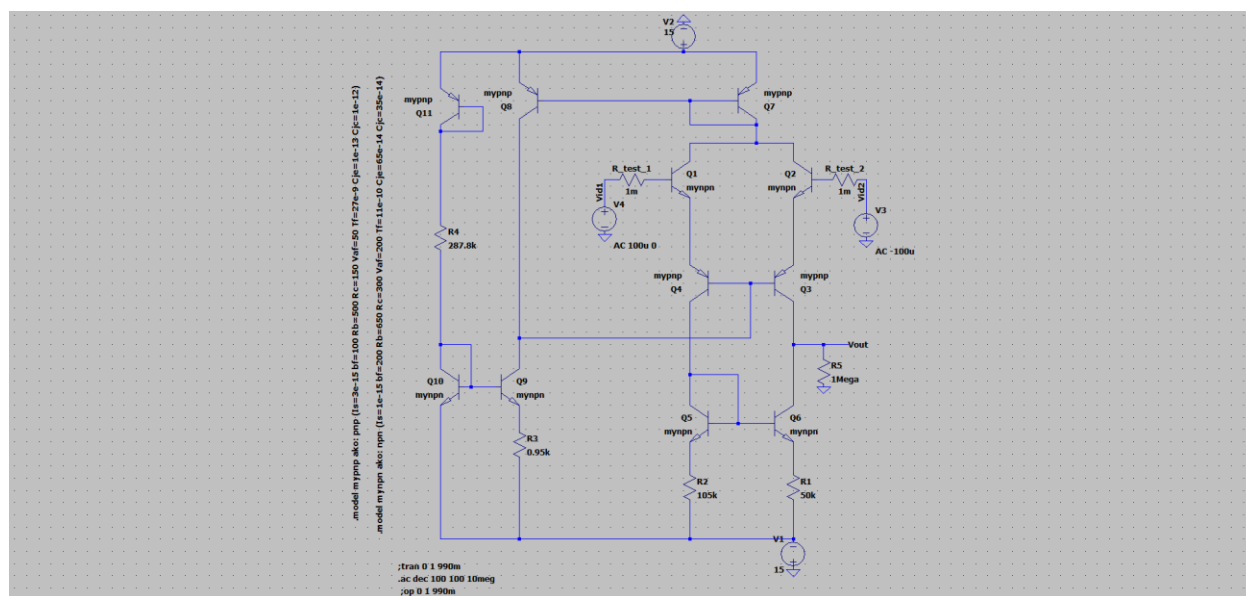 V2
15
mypnp
Q11
mypnp
Q8
mypnp
Q7
R_test_1
1m
Q1
mynpn
Q2
mynpn
R_test_2
1m
Vid1
V4
AC 100u 0
Vid2
V3
AC -100u
R4
287.8k
mypnp
Q4
mypnp
Q3
Vout
R5
1Mega
Q10
mynpn
Q9
mynpn
R3
0.95k
Q5
mynpn
Q6
mynpn
R2
105k
R1
50k
V1
15
.model mypnp ako: pnp (Is=3e-15 bf=100 Rb=500 Rc=150 Vaf=50 Tf=27e-9 Cje=1e-13 Cjc=1e-12)
.model mynpn ako: npn (Is=1e-15 bf=200 Rb=650 Rc=300 Vaf=200 Tf=11e-10 Cje=65e-14 Cjc=35e-14)
;tran 0 1 990m
.ac dec 100 100 10meg
;op 0 1 990m